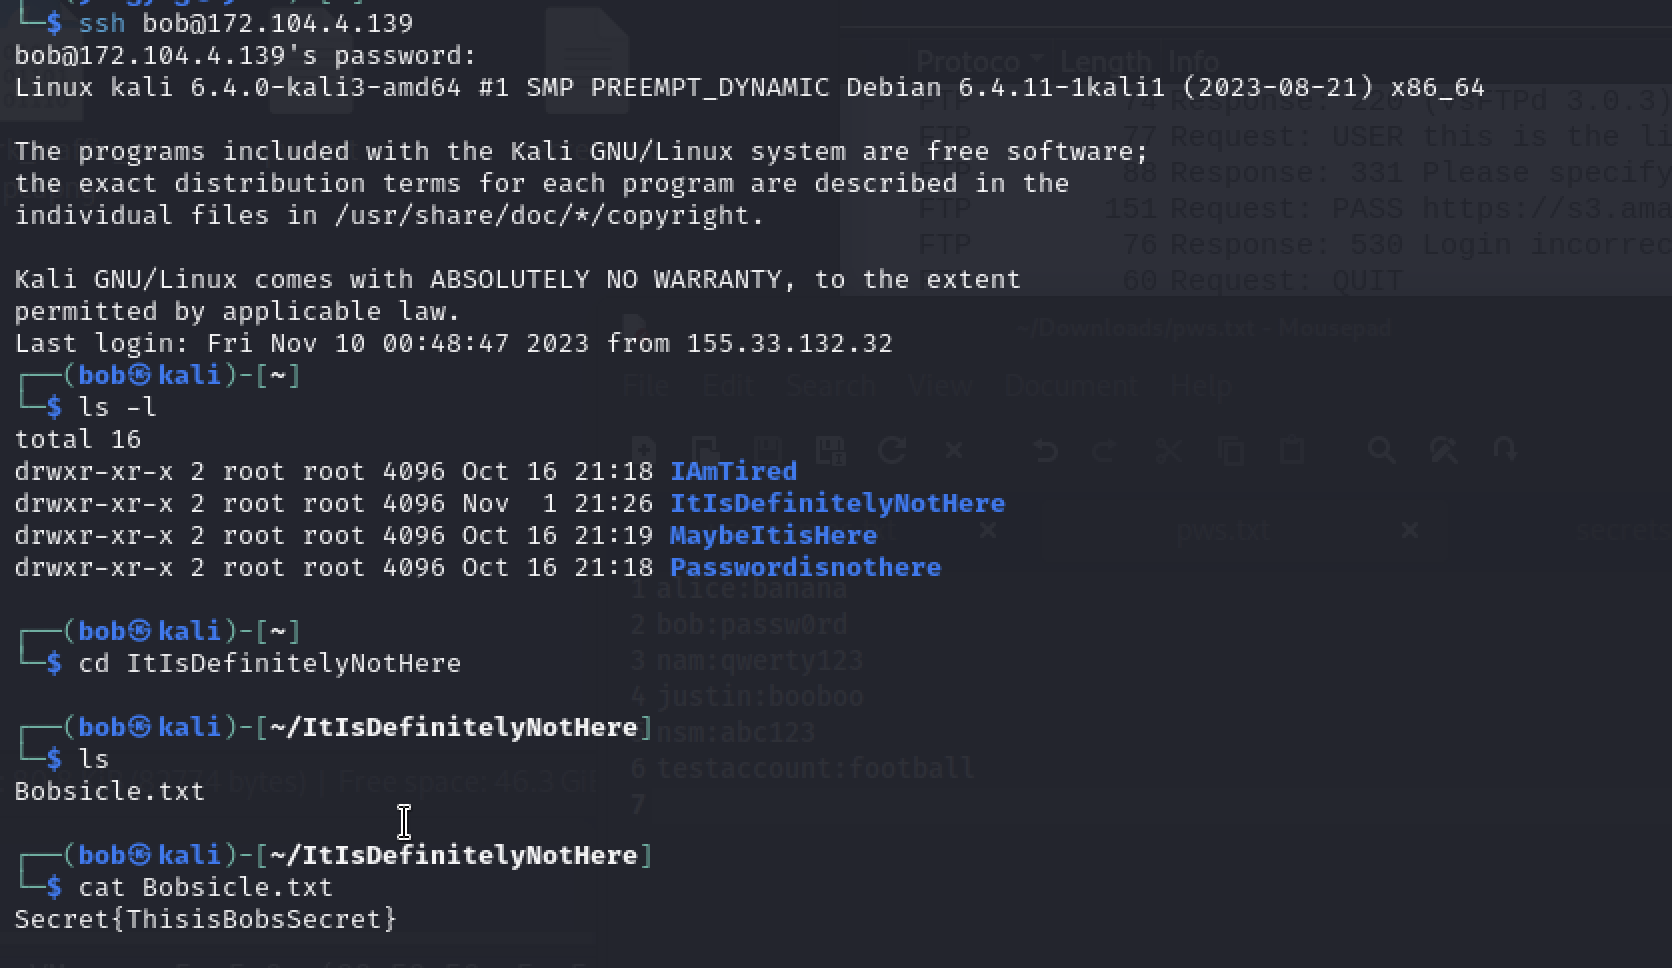 └─$ ssh bob@172.104.4.139
bob@172.104.4.139's password:
Linux kali 6.4.0-kali3-amd64 #1 SMP PREEMPT_DYNAMIC Debian 6.4.11-1kali1 (2023-08-21) x86_64
The programs included with the Kali GNU/Linux system are free software;
the exact distribution terms for each program are described in the
individual files in /usr/share/doc/*/copyright.
Kali GNU/Linux comes with ABSOLUTELY NO WARRANTY, to the extent
permitted by applicable law.
Last login: Fri Nov 10 00:48:47 2023 from 155.33.132.32
┌──(bob㉿kali)-[~]
└─$ ls -l
total 16
drwxr-xr-x 2 root root 4096 Oct 16 21:18 IAmTired
drwxr-xr-x 2 root root 4096 Nov  1 21:26 ItIsDefinitelyNotHere
drwxr-xr-x 2 root root 4096 Oct 16 21:19 MaybeItisHere
drwxr-xr-x 2 root root 4096 Oct 16 21:18 Passwordisnothere
┌──(bob㉿kali)-[~]
└─$ cd ItIsDefinitelyNotHere
┌──(bob㉿kali)-[~/ItIsDefinitelyNotHere]
└─$ ls
Bobsicle.txt
┌──(bob㉿kali)-[~/ItIsDefinitelyNotHere]
└─$ cat Bobsicle.txt
Secret{ThisisBobsSecret}
Protoco Length Info
FTP 74 Response: 220 (vsFTPd 3.0.3)
FTP 77 Request: USER this is the li
FTP 88 Response: 331 Please specify
FTP 151 Request: PASS https://s3.ama
FTP 76 Response: 530 Login incorrec
FTP 60 Request: QUIT
~/Downloads/pws.txt - Mousepad
File Edit Search View Document Help
pws.txt secrets
1 alice:banana
2 bob:passw0rd
3 nam:qwerty123
4 justin:booboo
nsm:abc123
6 testaccount:football
7
bytes) | Free space: 46.3 Gi